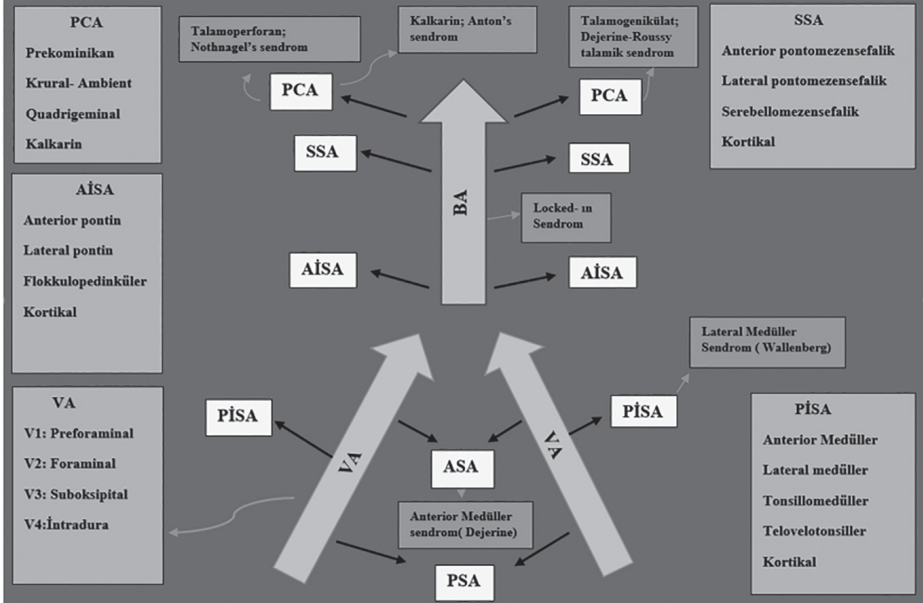 PCA
Prekominikan
Krural- Ambient
Quadrigeminal
Kalkarin
Talamoperforan;
Nothnagel's sendrom
Kalkarin; Anton's
sendrom
Talamogenikülat;
Dejerine-Roussy
talamik sendrom
SSA
Anterior pontomezensefalik
Lateral pontomezensefalik
Serebellomezensefalik
Kortikal
PCA
PCA
SSA
SSA
BA
Locked- ın
Sendrom
AİSA
Anterior pontin
Lateral pontin
Flokkulopedinküler
Kortikal
AİSA
AİSA
Lateral Medüller
Sendrom ( Wallenberg)
VA
V1: Preforaminal
V2: Foraminal
V3: Suboksipital
V4:İntradura
PİSA
PİSA
VA
VA
ASA
Anterior Medüller
sendrom( Dejerine)
PSA
PİSA
Anterior Medüller
Lateral medüller
Tonsillomedüller
Telovelotonsiller
Kortikal